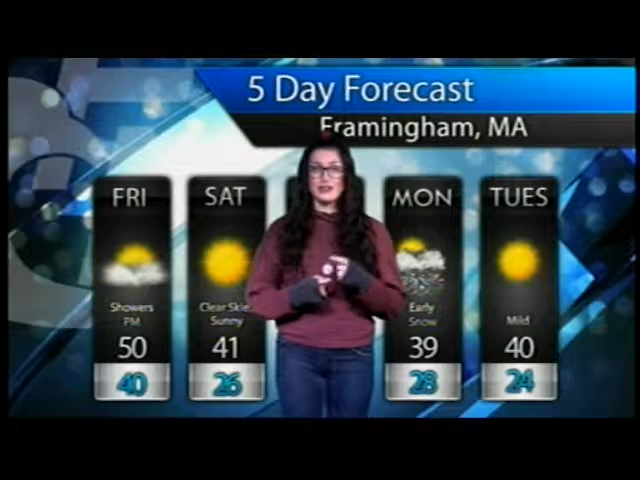 5 Day Forecast
Framingham, MA
FRI
Showers
PM
50
40
SAT
Clear Skie
Sunny
41
26
MON
Early
Snow
39
28
TUES
Mild
40
24